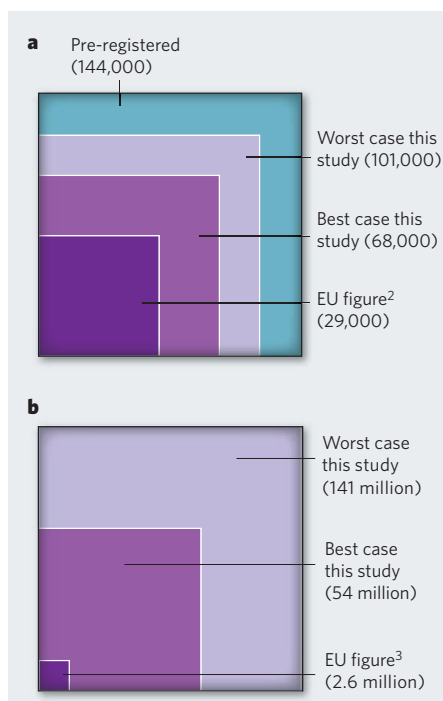 a
Pre-registered
(144,000)
Worst case this
study (101,000)
Best case this
study (68,000)
EU figure2
(29,000)
b
Worst case
this study
(141 million)
Best case
this study
(54 million)
EU figure3
(2.6 million)